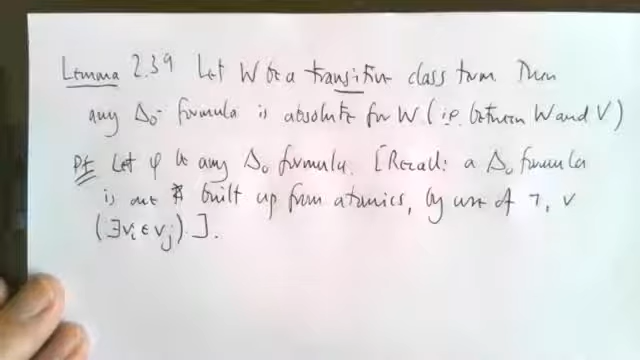 Lemma 2.39 Let W be a transitive class term. Then
any Δ₀-formula is absolute for W (i.e. between W and V)
Pf Let φ be any Δ₀ formula. [Recall: a Δ₀ formula
is one built up from atomics, by use of ¬, ∨
(∃vᵢ ∈ vⱼ) ].